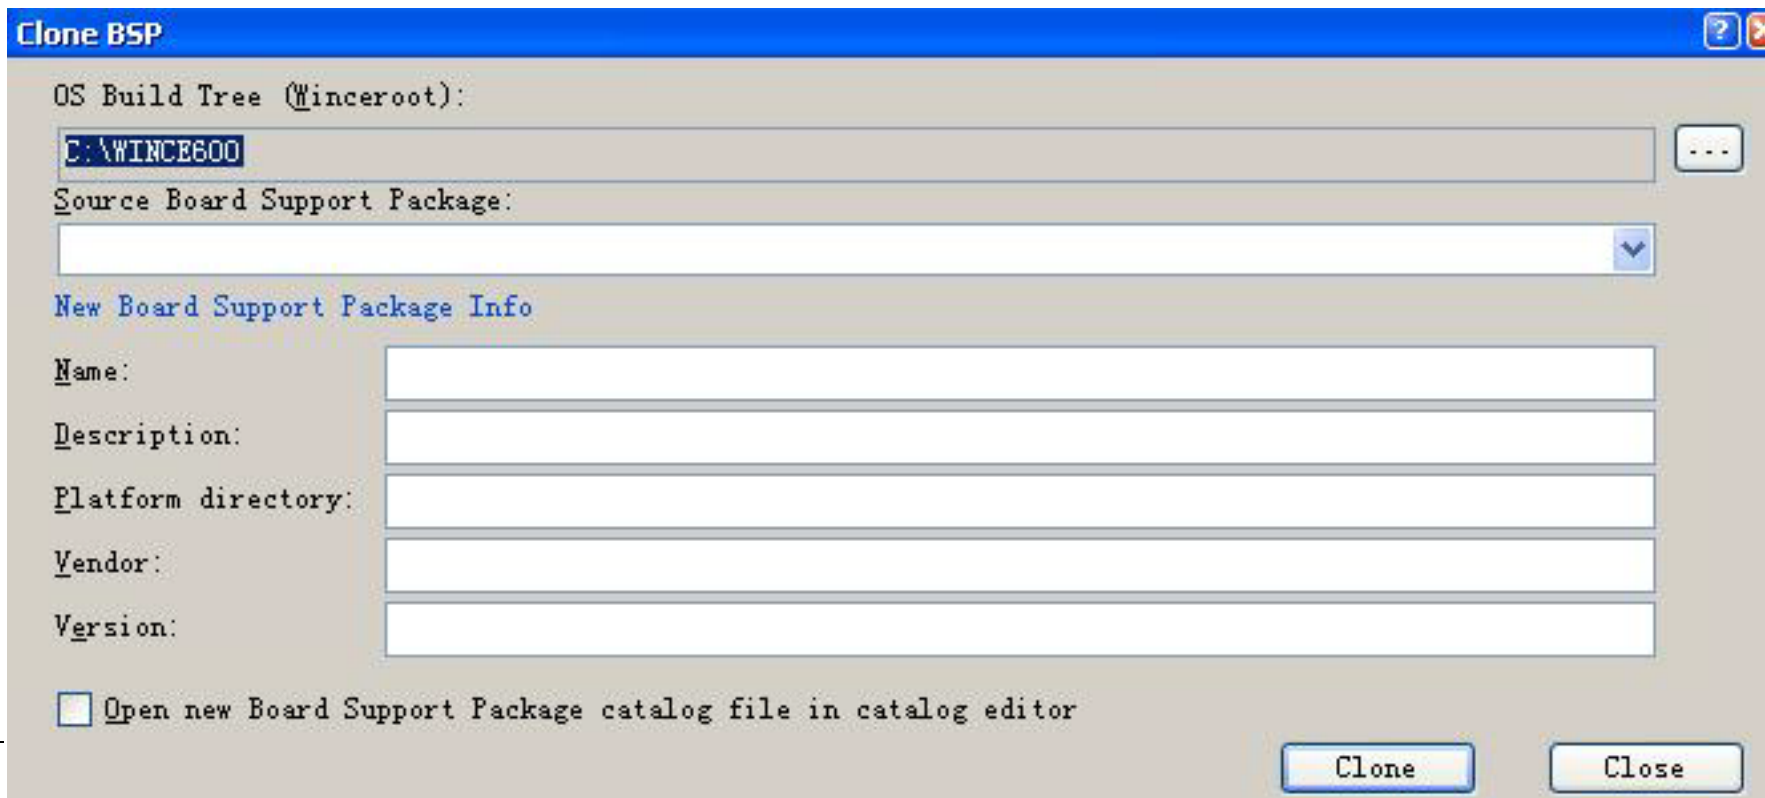 Clone BSP
OS Build Tree (Winceroot):
C:\WINCE600
...
Source Board Support Package:
New Board Support Package Info
Name:
Description:
Platform directory:
Vendor:
Version:
Open new Board Support Package catalog file in catalog editor
Clone
Close